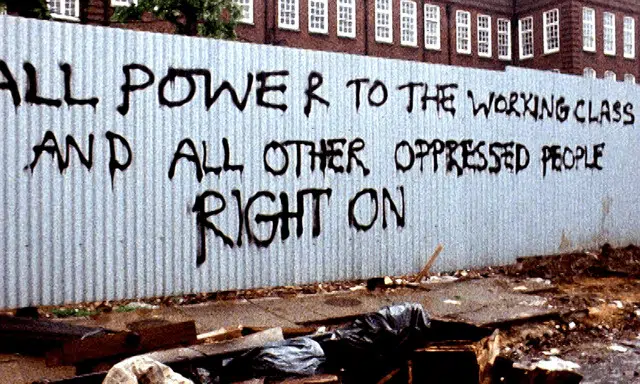 ALL POWER TO THE WORKING CLASS
AND ALL OTHER OPPRESSED PEOPLE
RIGHT ON